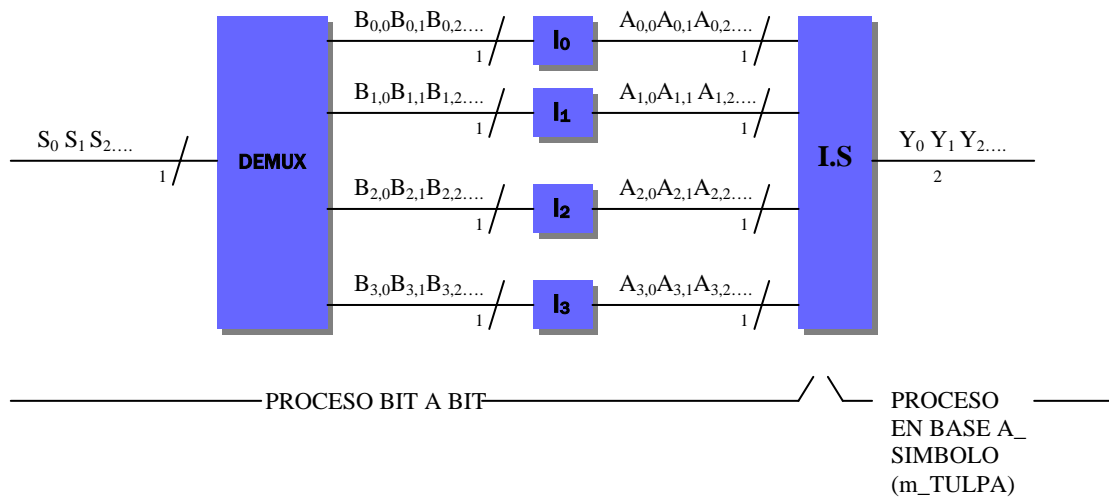 B0,0B0,1B0,2….
1
I0
A0,0A0,1A0,2….
1
B1,0B1,1B1,2….
1
I1
A1,0A1,1 A1,2….
1
S0 S1 S2….
1
DEMUX
I.S
Y0 Y1 Y2….
2
B2,0B2,1B2,2….
1
I2
A2,0A2,1A2,2….
1
B3,0B3,1B3,2….
1
I3
A3,0A3,1A3,2….
1
PROCESO BIT A BIT
PROCESO
EN BASE A_
SIMBOLO
(m_TULPA)